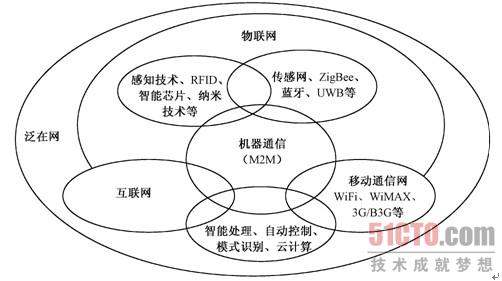 物联网
感知技术、RFID、
智能芯片、纳米
技术等
传感网、ZigBee、
蓝牙、UWB等
泛在网
机器通信
(M2M)
互联网
移动通信网
WiFi、WiMAX、
3G/B3G等
智能处理、自动控制、
模式识别、云计算
51CTO.com
技术成就梦想